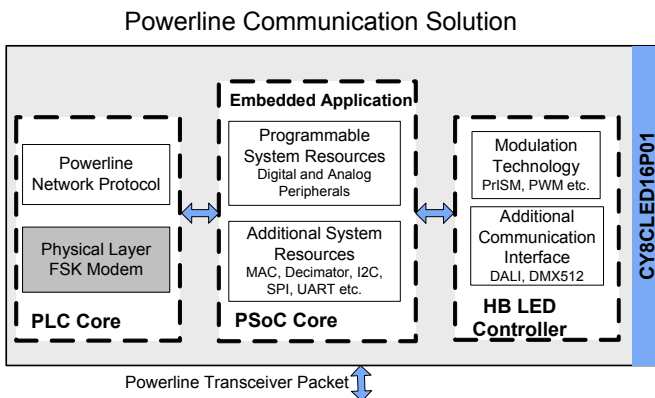 Powerline Communication Solution
Powerline
Network Protocol
Physical Layer
FSK Modem
PLC Core
Embedded Application
Programmable
System Resources
Digital and Analog
Peripherals
Additional System
Resources
MAC, Decimator, I2C,
SPI, UART etc.
PSoC Core
Modulation
Technology
PrISM, PWM etc.
Additional
Communication
Interface
DALI, DMX512
HB LED
Controller
CY8CLED16P01
Powerline Transceiver Packet